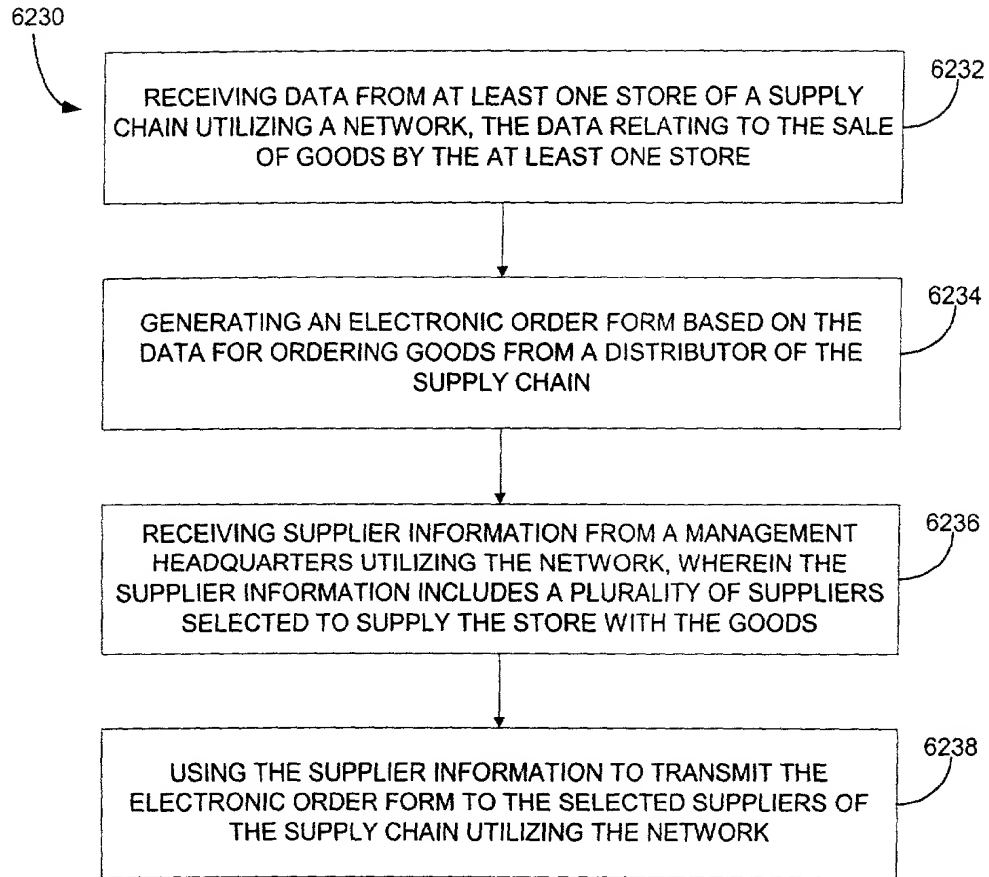 6230
6232
RECEIVING DATA FROM AT LEAST ONE STORE OF A SUPPLY
CHAIN UTILIZING A NETWORK, THE DATA RELATING TO THE SALE
OF GOODS BY THE AT LEAST ONE STORE
6234
GENERATING AN ELECTRONIC ORDER FORM BASED ON THE
DATA FOR ORDERING GOODS FROM A DISTRIBUTOR OF THE
SUPPLY CHAIN
6236
RECEIVING SUPPLIER INFORMATION FROM A MANAGEMENT
HEADQUARTERS UTILIZING THE NETWORK, WHEREIN THE
SUPPLIER INFORMATION INCLUDES A PLURALITY OF SUPPLIERS
SELECTED TO SUPPLY THE STORE WITH THE GOODS
6238
USING THE SUPPLIER INFORMATION TO TRANSMIT THE
ELECTRONIC ORDER FORM TO THE SELECTED SUPPLIERS OF
THE SUPPLY CHAIN UTILIZING THE NETWORK